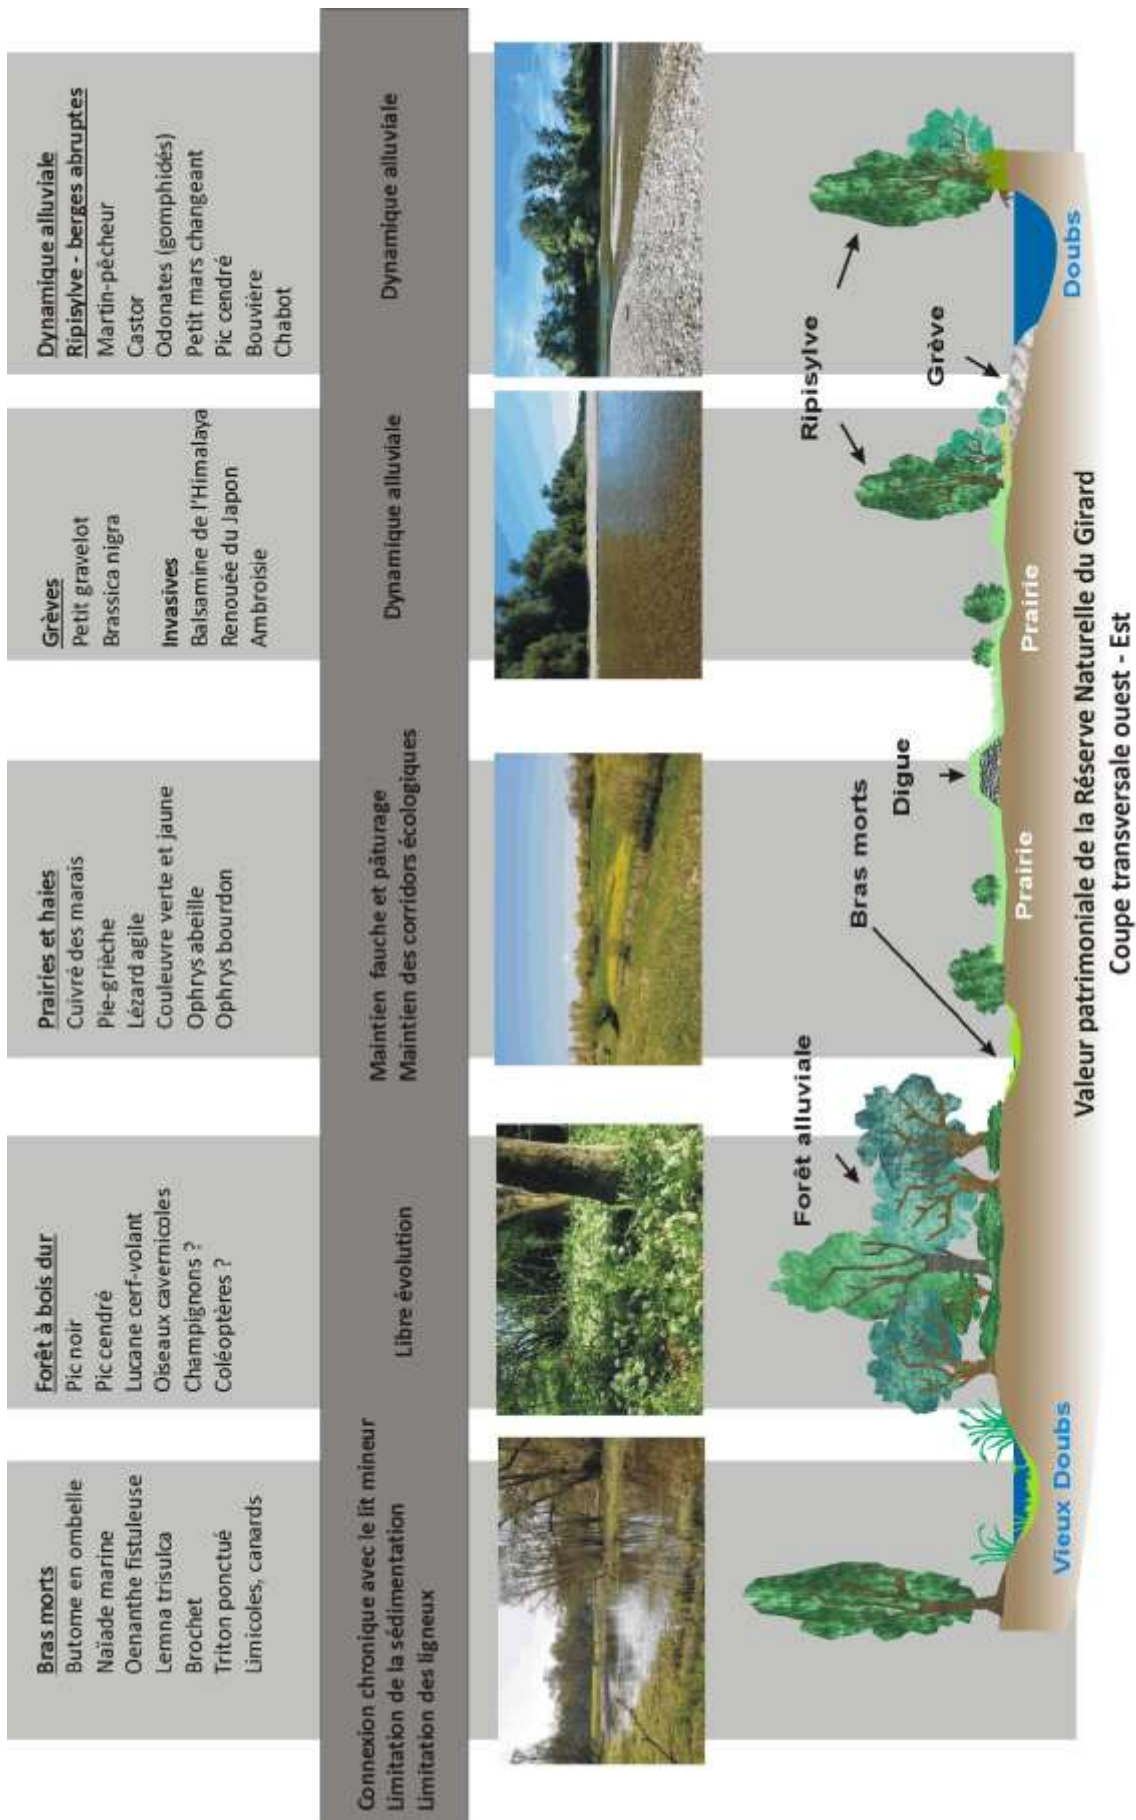 Bras morts
Butome en ombelle
Naïade marine
Oenanthe fistuleuse
Lemna trisulca
Brochet
Triton ponctué
Limicoles, canards
Forêt à bois dur
Pic noir
Pic cendré
Lucane cerf-volant
Oiseaux cavernicoles
Champignons ?
Coléoptères ?
Prairies et haies
Cuivré des marais
Pie-grièche
Lézard agile
Couleuvre verte et jaune
Ophrys abeille
Ophrys bourdon
Grèves
Petit gravelot
Brassica nigra
Invasives
Balsamine de l'Himalaya
Renouée du Japon
Ambroisie
Dynamique alluviale
Ripisylve - berges abruptes
Martin-pêcheur
Castor
Odonates (gomphidés)
Petit mars changeant
Pic cendré
Bouvière
Chabot
Connexion chronique avec le lit mineur
Limitation de la sédimentation
Limitation des ligneux
Libre évolution
Maintien fauche et pâturage
Maintien des corridors écologiques
Dynamique alluviale
Dynamique alluviale
Forêt alluviale
Bras morts
Digue
Ripisylve
Grève
Vieux Doubs
Prairie
Prairie
Doubs
Valeur patrimoniale de la Réserve Naturelle du Girard
Coupe transversale ouest - Est